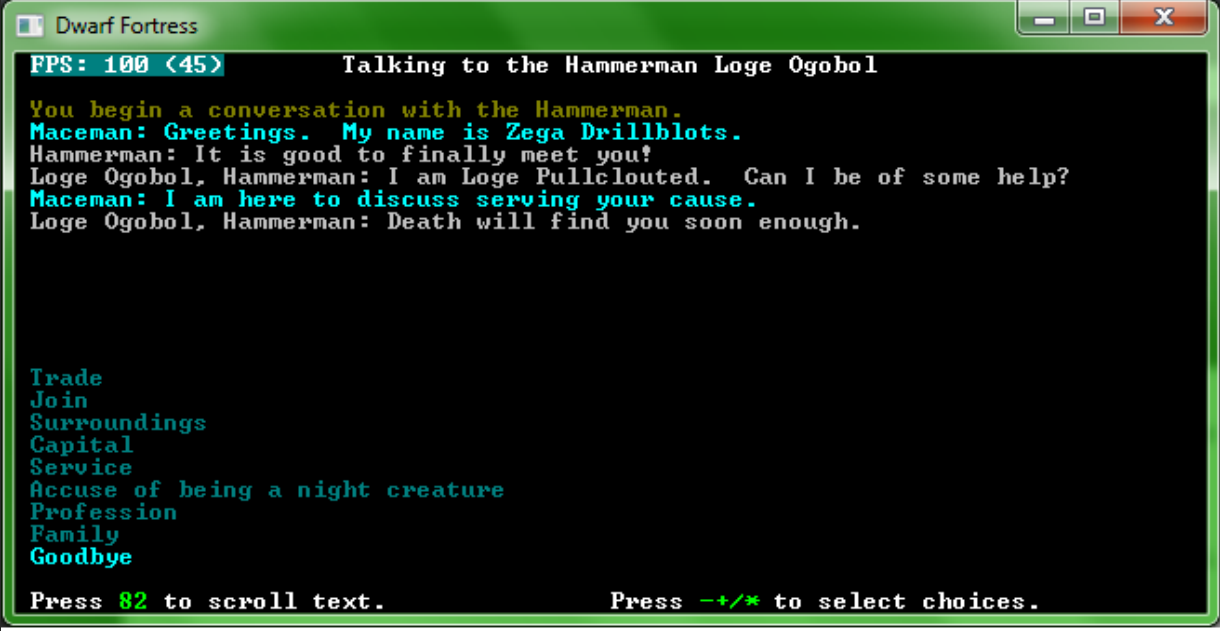 Dwarf Fortress
FPS: 100 (45) Talking to the Hammerman Loge Ogobol
You begin a conversation with the Hammerman.
Maceman: Greetings. My name is Zega Drillblots.
Hammerman: It is good to finally meet you!
Loge Ogobol, Hammerman: I am Loge Pullclouted. Can I be of some help?
Maceman: I am here to discuss serving your cause.
Loge Ogobol, Hammerman: Death will find you soon enough.
Trade
Join
Surroundings
Capital
Service
Accuse of being a night creature
Profession
Family
Goodbye
Press 82 to scroll text. Press -+/* to select choices.